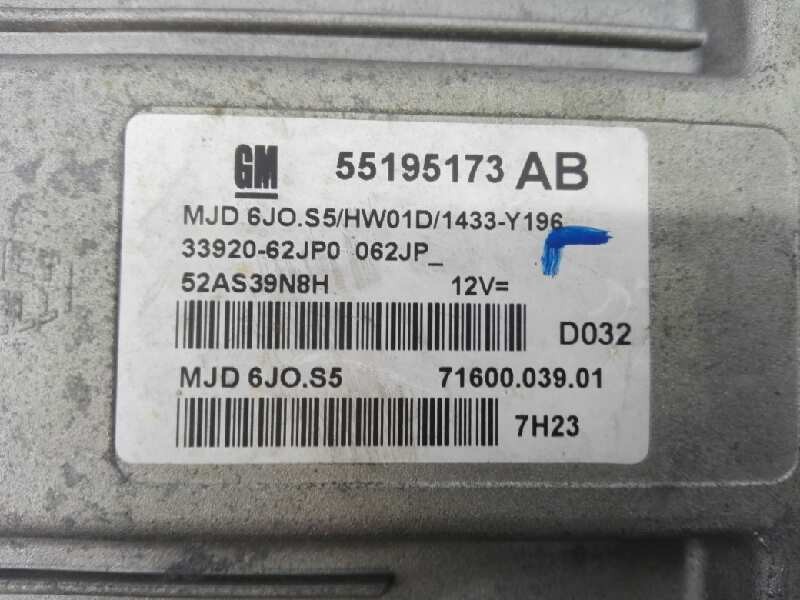 GM 55195173 AB
MJD 6JO.S5/HW01D/1433-Y196
33920-62JP0 062JP_
52AS39N8H 12V=
D032
MJD 6JO.S5 71600.039.01
7H23